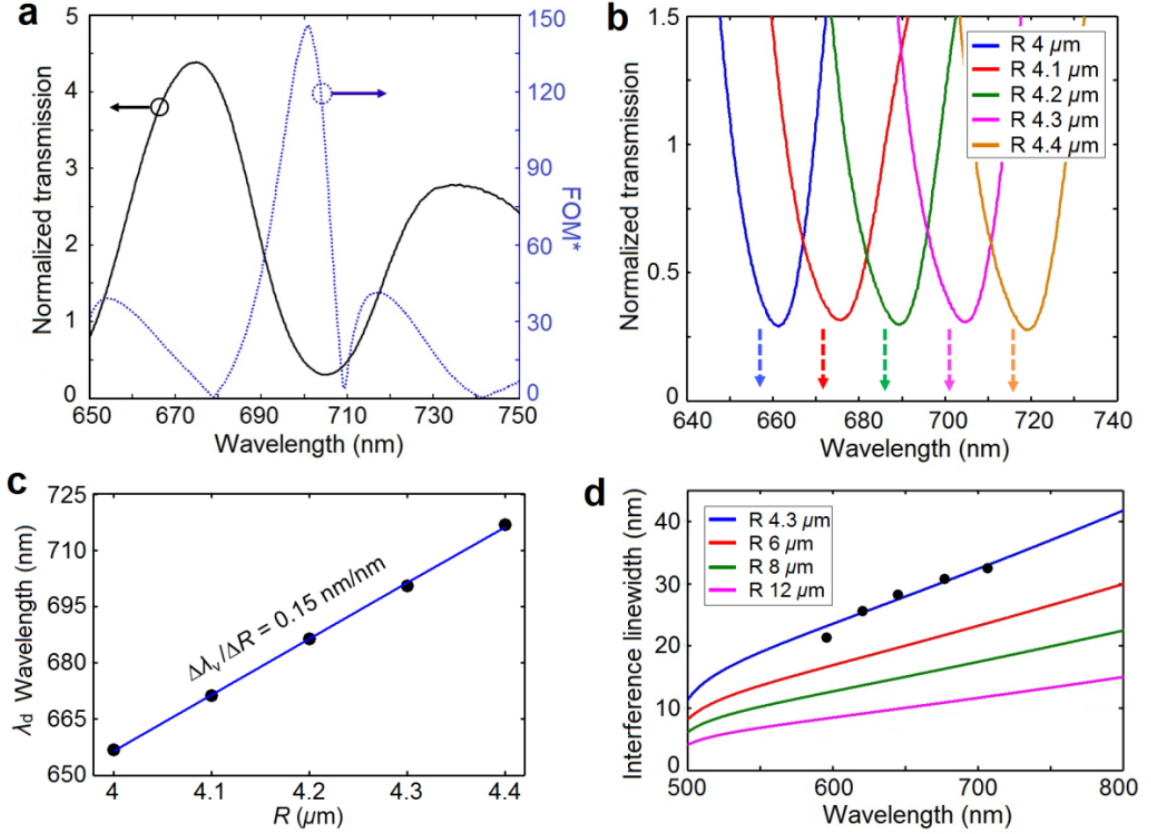 a
5
4
3
2
1
0
Normalized transmission
150
120
90
60
30
0
FOM*
650 670 690 710 730 750
Wavelength (nm)
b
1.5
1
0.5
0
Normalized transmission
R 4 µm
R 4.1 µm
R 4.2 µm
R 4.3 µm
R 4.4 µm
640 660 680 700 720 740
Wavelength (nm)
c
725
710
695
680
665
650
λd Wavelength (nm)
Δλv/ΔR = 0.15 nm/nm
4 4.1 4.2 4.3 4.4
R (µm)
d
40
30
20
10
0
Interference linewidth (nm)
R 4.3 µm
R 6 µm
R 8 µm
R 12 µm
500 600 700 800
Wavelength (nm)